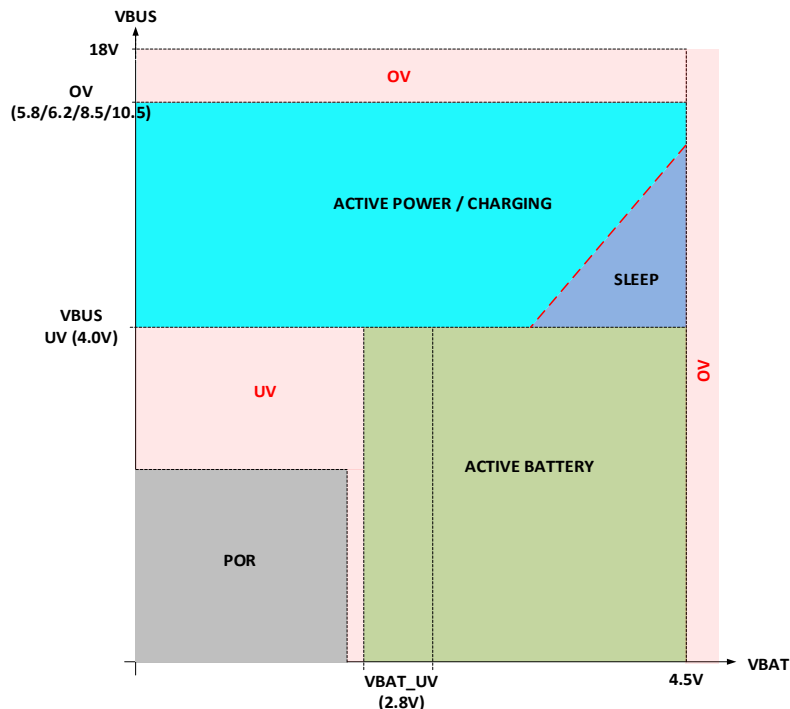 VBUS
18V
OV
OV
(5.8/6.2/8.5/10.5)
ACTIVE POWER / CHARGING
SLEEP
VBUS
UV (4.0V)
OV
UV
ACTIVE BATTERY
POR
VBAT
VBAT_UV
(2.8V)
4.5V